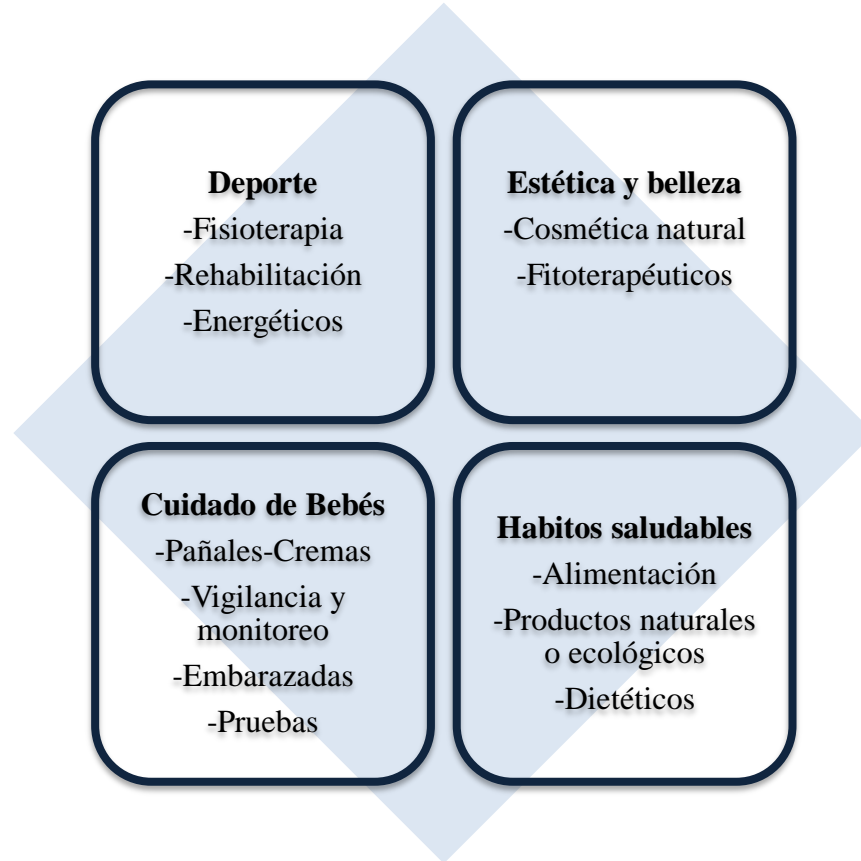 Deporte
-Fisioterapia
-Rehabilitación
-Energéticos
Estética y belleza
-Cosmética natural
-Fitoterapéuticos
Cuidado de Bebés
-Pañales-Cremas
-Vigilancia y
monitoreo
-Embarazadas
-Pruebas
Habitos saludables
-Alimentación
-Productos naturales
o ecológicos
-Dietéticos